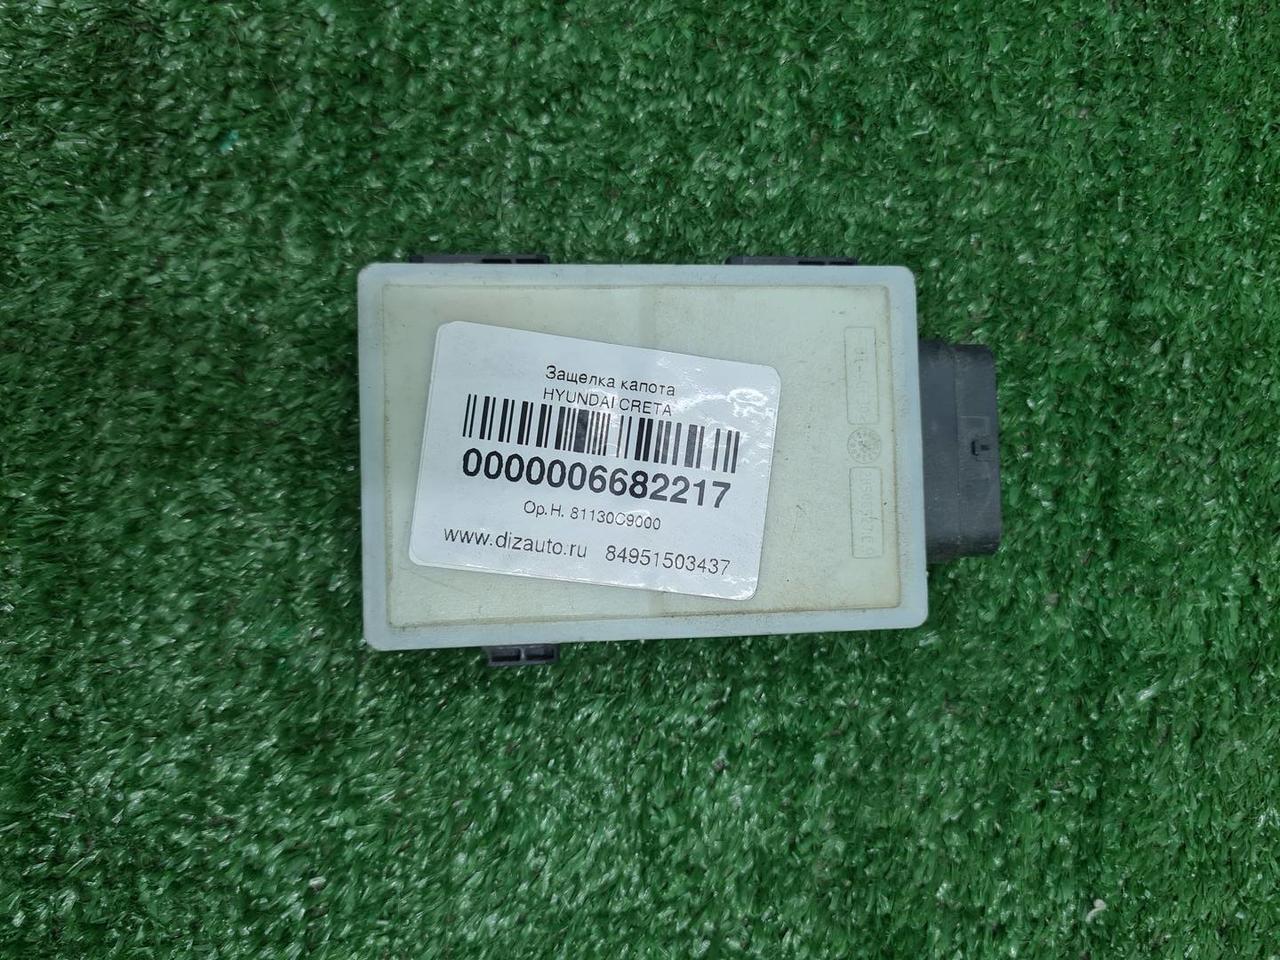 Защелка капота
HYUNDAI CRETA
0000006682217
Ор.Н. 81130C9000
www.dizauto.ru 84951503437